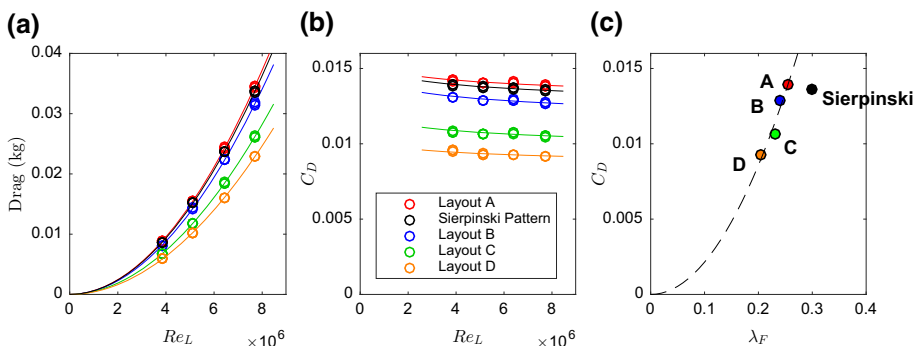 (a)
0.04
0.03
0.02
0.01
0
Drag (kg)
0
2
4
6
8
Re_L
×10^6
(b)
0.015
0.01
0.005
0
C_D
Layout A
Sierpinski Pattern
Layout B
Layout C
Layout D
0
2
4
6
8
Re_L
×10^6
(c)
0.015
0.01
0.005
0
C_D
A
B
Sierpinski
C
D
0
0.1
0.2
0.3
0.4
λ_F